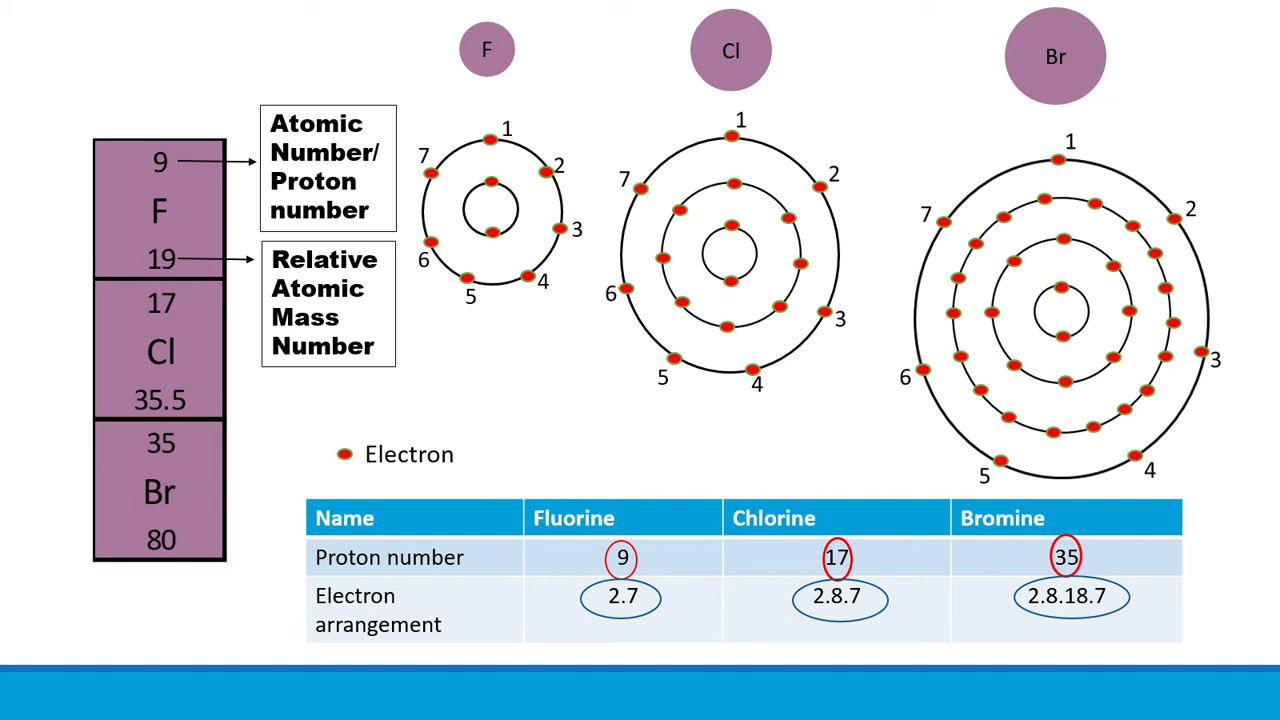 F
Cl
Br
9
F
19
17
Cl
35.5
35
Br
80
Atomic
Number/
Proton
number
Relative
Atomic
Mass
Number
1
2
3
4
5
6
7
1
2
3
4
5
6
7
1
2
3
4
5
6
7
Electron
Name Fluorine Chlorine Bromine
Proton number 9 17 35
Electron 2.7 2.8.7 2.8.18.7
arrangement